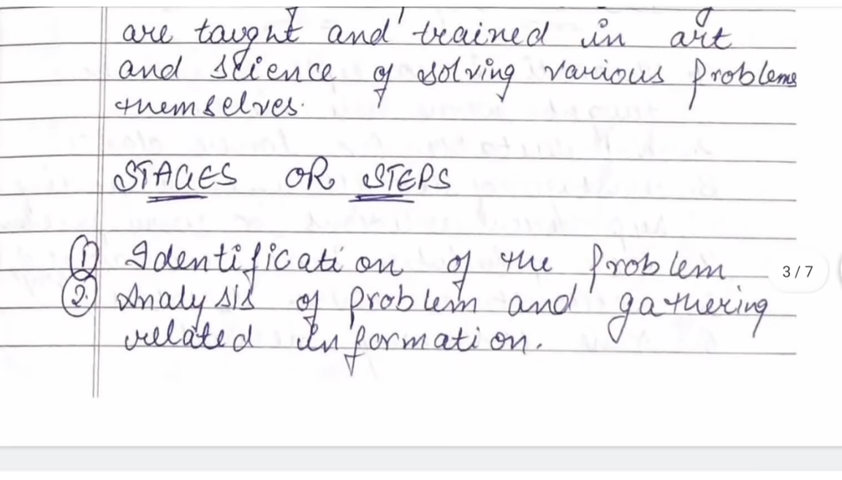 are taught and trained in art
and science of solving various problems
themselves.
STAGES OR STEPS
① Identification of the problem
②. Analysis of problem and gathering
related information.
3/7